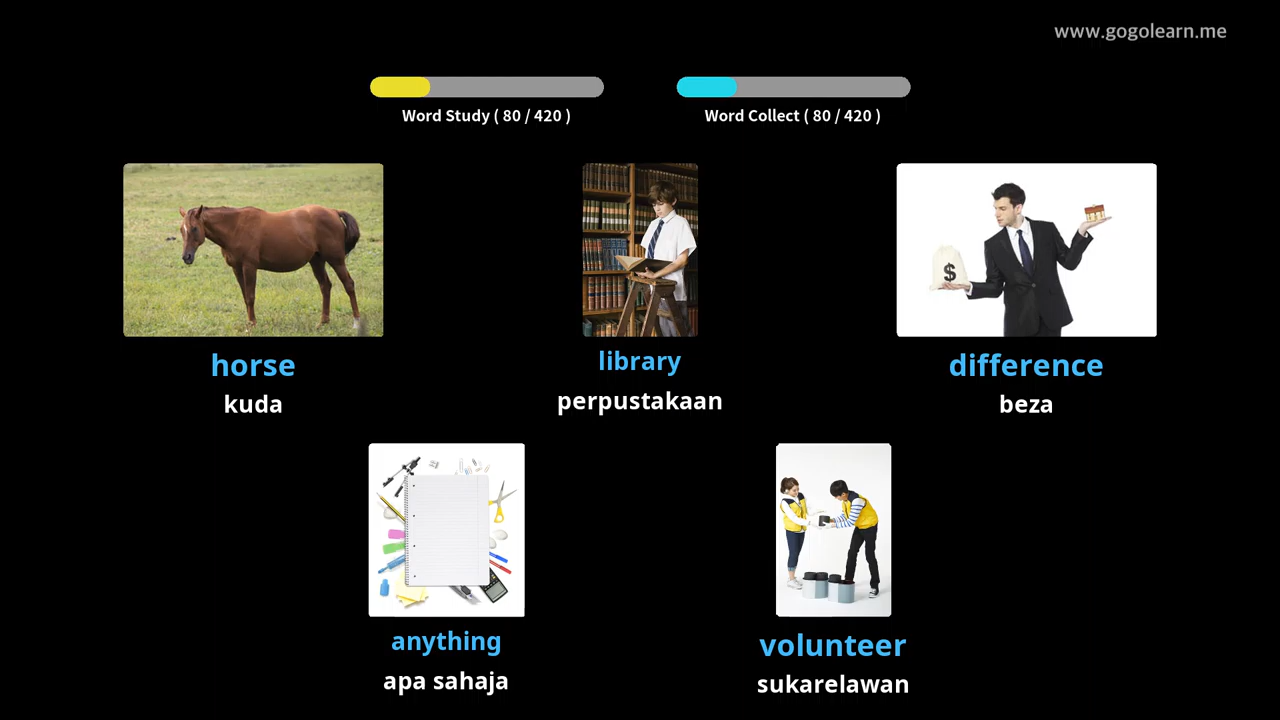 www.gogolearn.me
Word Study ( 80 / 420 )
Word Collect ( 80 / 420 )
horse
kuda
library
perpustakaan
difference
beza
$
anything
apa sahaja
volunteer
sukarelawan